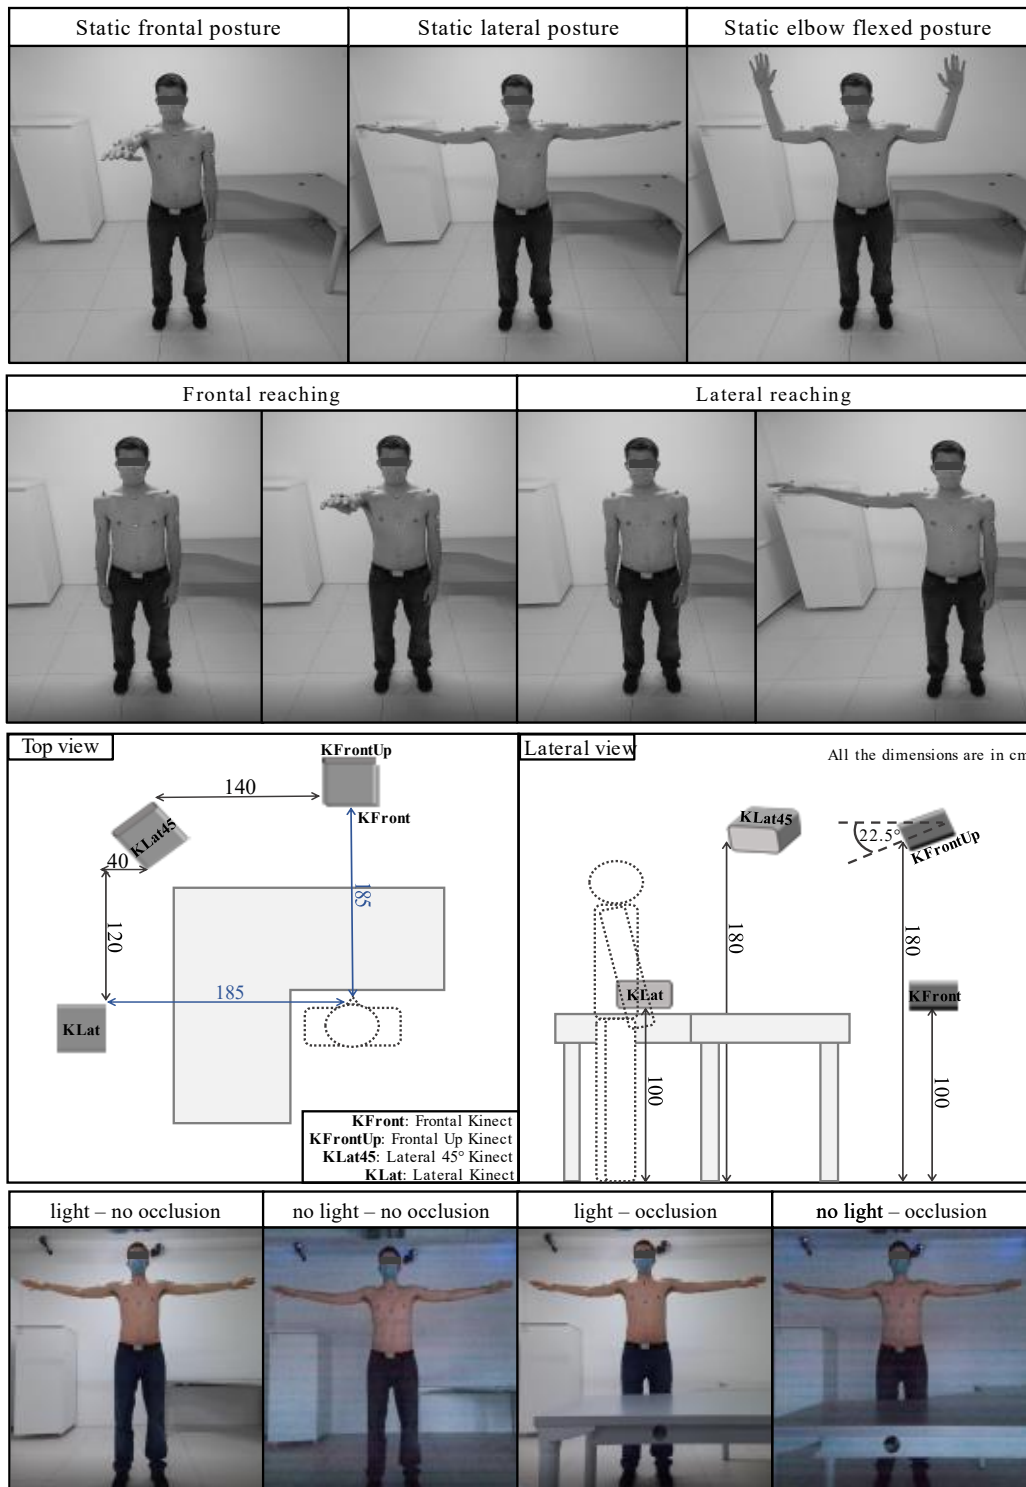 Static frontal posture
Static lateral posture
Static elbow flexed posture
Frontal reaching
Lateral reaching
Top view
KFrontUp
140
KFront
KLat45
40
120
185
185
KLat
KFront: Frontal Kinect
KFrontUp: Frontal Up Kinect
KLat45: Lateral 45° Kinect
KLat: Lateral Kinect
Lateral view
All the dimensions are in cm
KLat45
22.5°
KFrontUp
180
180
KLat
KFront
100
100
light – no occlusion
no light – no occlusion
light – occlusion
no light – occlusion